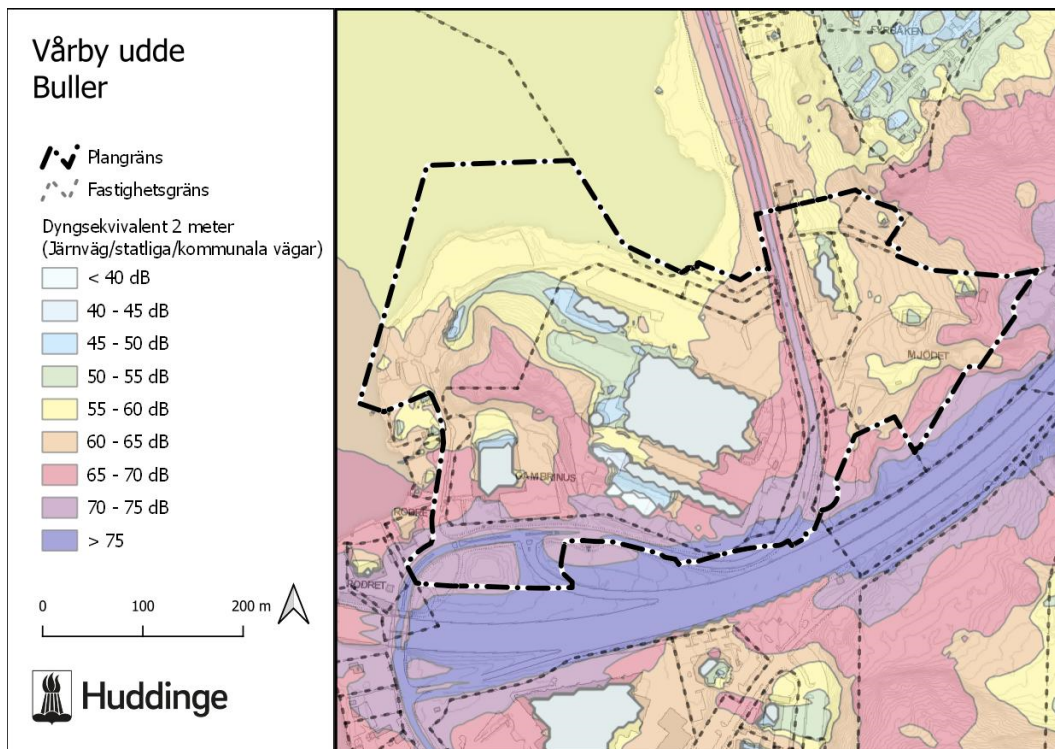 Vårby udde
Buller
Plangräns
Fastighetsgräns
Dyngsekvivalent 2 meter
(Järnväg/statliga/kommunala vägar)
< 40 dB
40 - 45 dB
45 - 50 dB
50 - 55 dB
55 - 60 dB
60 - 65 dB
65 - 70 dB
70 - 75 dB
> 75
0 100 200 m
Huddinge
FYRBÅKEN
MJÖDET
GAMBRINUS
RODRET